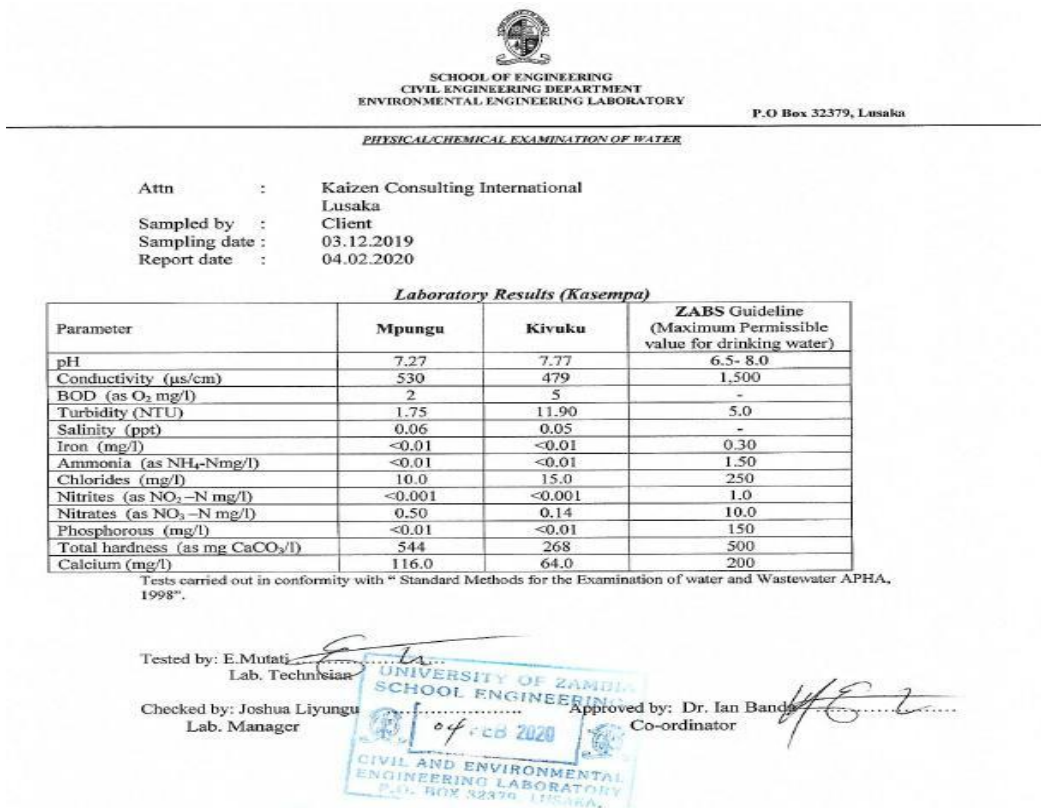 SCHOOL OF ENGINEERING
CIVIL ENGINEERING DEPARTMENT
ENVIRONMENTAL ENGINEERING LABORATORY
P.O Box 32379, Lusaka
PHYSICAL/CHEMICAL EXAMINATION OF WATER
Attn : Kaizen Consulting International
Lusaka
Sampled by : Client
Sampling date : 03.12.2019
Report date : 04.02.2020
Laboratory Results (Kasempa)
Parameter Mpungu Kivuku ZABS Guideline (Maximum Permissible value for drinking water)
pH 7.27 7.77 6.5- 8.0
Conductivity (µs/cm) 530 479 1,500
BOD (as O₂ mg/l) 2 5 -
Turbidity (NTU) 1.75 11.90 5.0
Salinity (ppt) 0.06 0.05 -
Iron (mg/l) <0.01 <0.01 0.30
Ammonia (as NH₄-Nmg/l) <0.01 <0.01 1.50
Chlorides (mg/l) 10.0 15.0 250
Nitrites (as NO₂ –N mg/l) <0.001 <0.001 1.0
Nitrates (as NO₃ –N mg/l) 0.50 0.14 10.0
Phosphorous (mg/l) <0.01 <0.01 150
Total hardness (as mg CaCO₃/l) 544 268 500
Calcium (mg/l) 116.0 64.0 200
Tests carried out in conformity with “ Standard Methods for the Examination of water and Wastewater APHA,
1998”.
Tested by: E.Mutati
Lab. Technician
Checked by: Joshua Liyungu
Lab. Manager
UNIVERSITY OF ZAMBIA
SCHOOL ENGINEERING
04 FEB 2020
CIVIL AND ENVIRONMENTAL
ENGINEERING LABORATORY
P.O. BOX 32379, LUSAKA.
Approved by: Dr. Ian Banda
Co-ordinator